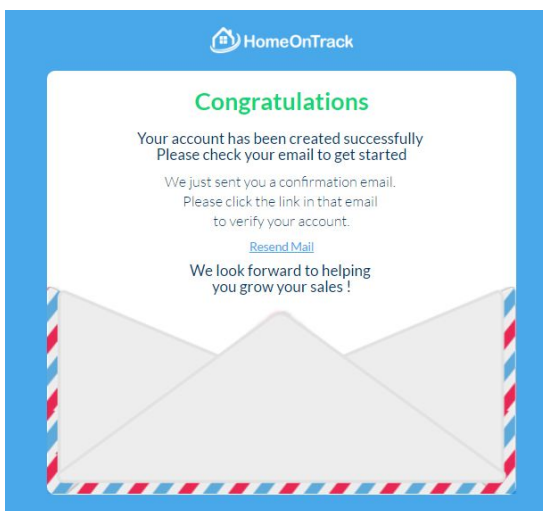 HomeOnTrack
Congratulations
Your account has been created successfully
Please check your email to get started
We just sent you a confirmation email.
Please click the link in that email
to verify your account.
Resend Mail
We look forward to helping
you grow your sales !